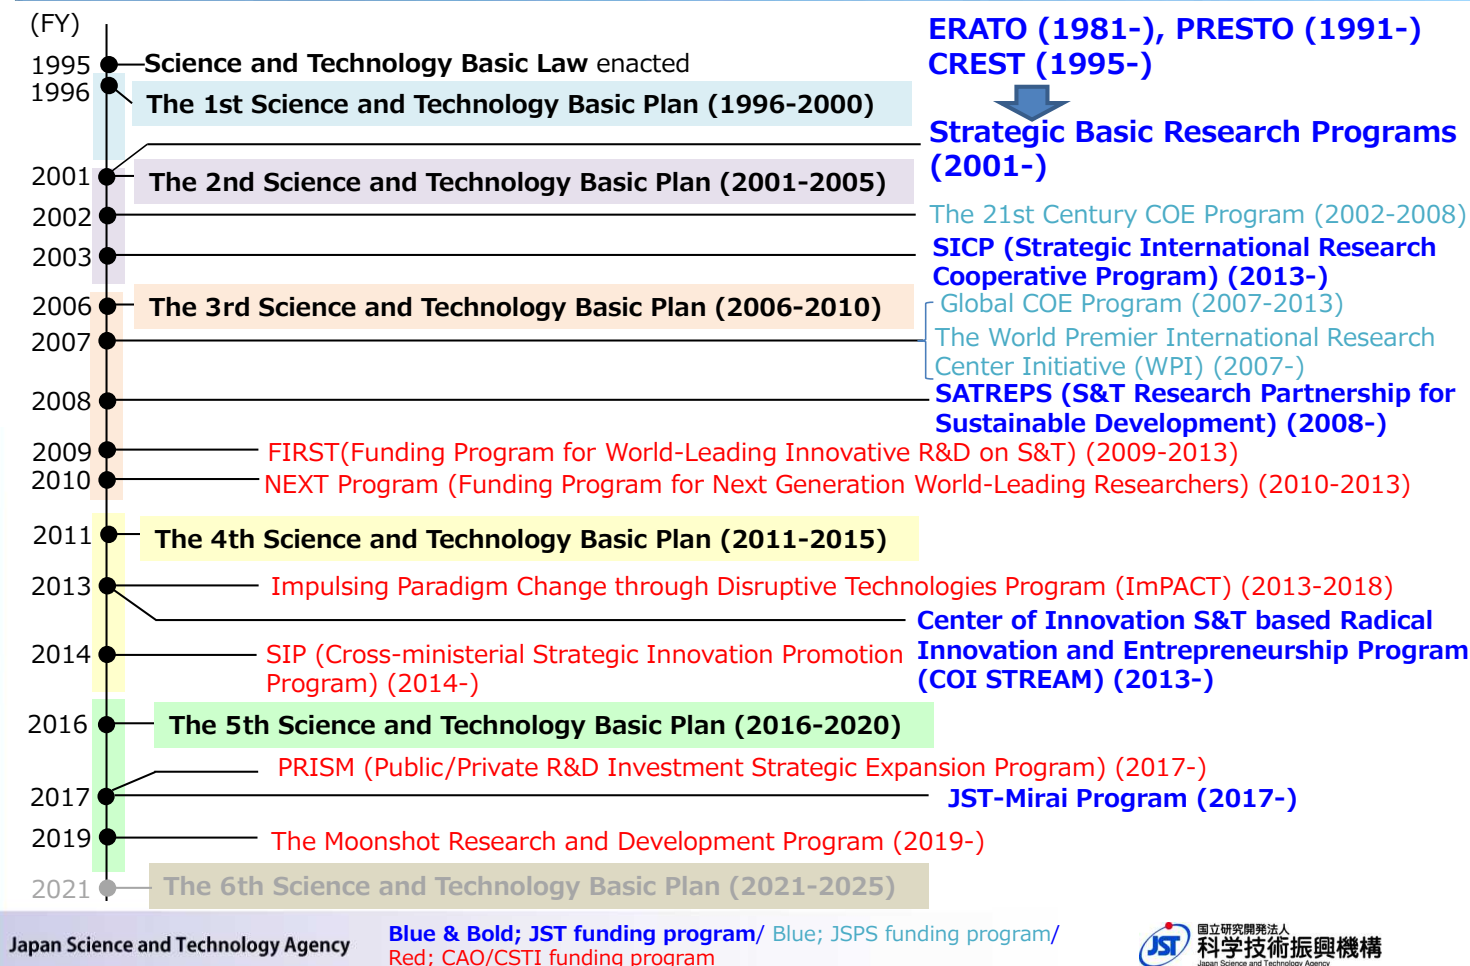 (FY)
ERATO (1981-), PRESTO (1991-)
CREST (1995-)
1995
Science and Technology Basic Law enacted
1996
The 1st Science and Technology Basic Plan (1996-2000)
Strategic Basic Research Programs
(2001-)
2001
The 2nd Science and Technology Basic Plan (2001-2005)
2002
The 21st Century COE Program (2002-2008)
2003
SICP (Strategic International Research
Cooperative Program) (2013-)
2006
The 3rd Science and Technology Basic Plan (2006-2010)
Global COE Program (2007-2013)
2007
The World Premier International Research
Center Initiative (WPI) (2007-)
2008
SATREPS (S&T Research Partnership for
Sustainable Development) (2008-)
2009
FIRST(Funding Program for World-Leading Innovative R&D on S&T) (2009-2013)
2010
NEXT Program (Funding Program for Next Generation World-Leading Researchers) (2010-2013)
2011
The 4th Science and Technology Basic Plan (2011-2015)
2013
Impulsing Paradigm Change through Disruptive Technologies Program (ImPACT) (2013-2018)
Center of Innovation S&T based Radical
Innovation and Entrepreneurship Program
(COI STREAM) (2013-)
2014
SIP (Cross-ministerial Strategic Innovation Promotion
Program) (2014-)
2016
The 5th Science and Technology Basic Plan (2016-2020)
PRISM (Public/Private R&D Investment Strategic Expansion Program) (2017-)
2017
JST-Mirai Program (2017-)
2019
The Moonshot Research and Development Program (2019-)
2021
The 6th Science and Technology Basic Plan (2021-2025)
Japan Science and Technology Agency
Blue & Bold; JST funding program/ Blue; JSPS funding program/
Red; CAO/CSTI funding program
JST
国立研究開発法人
科学技術振興機構
Japan Science and Technology Agency